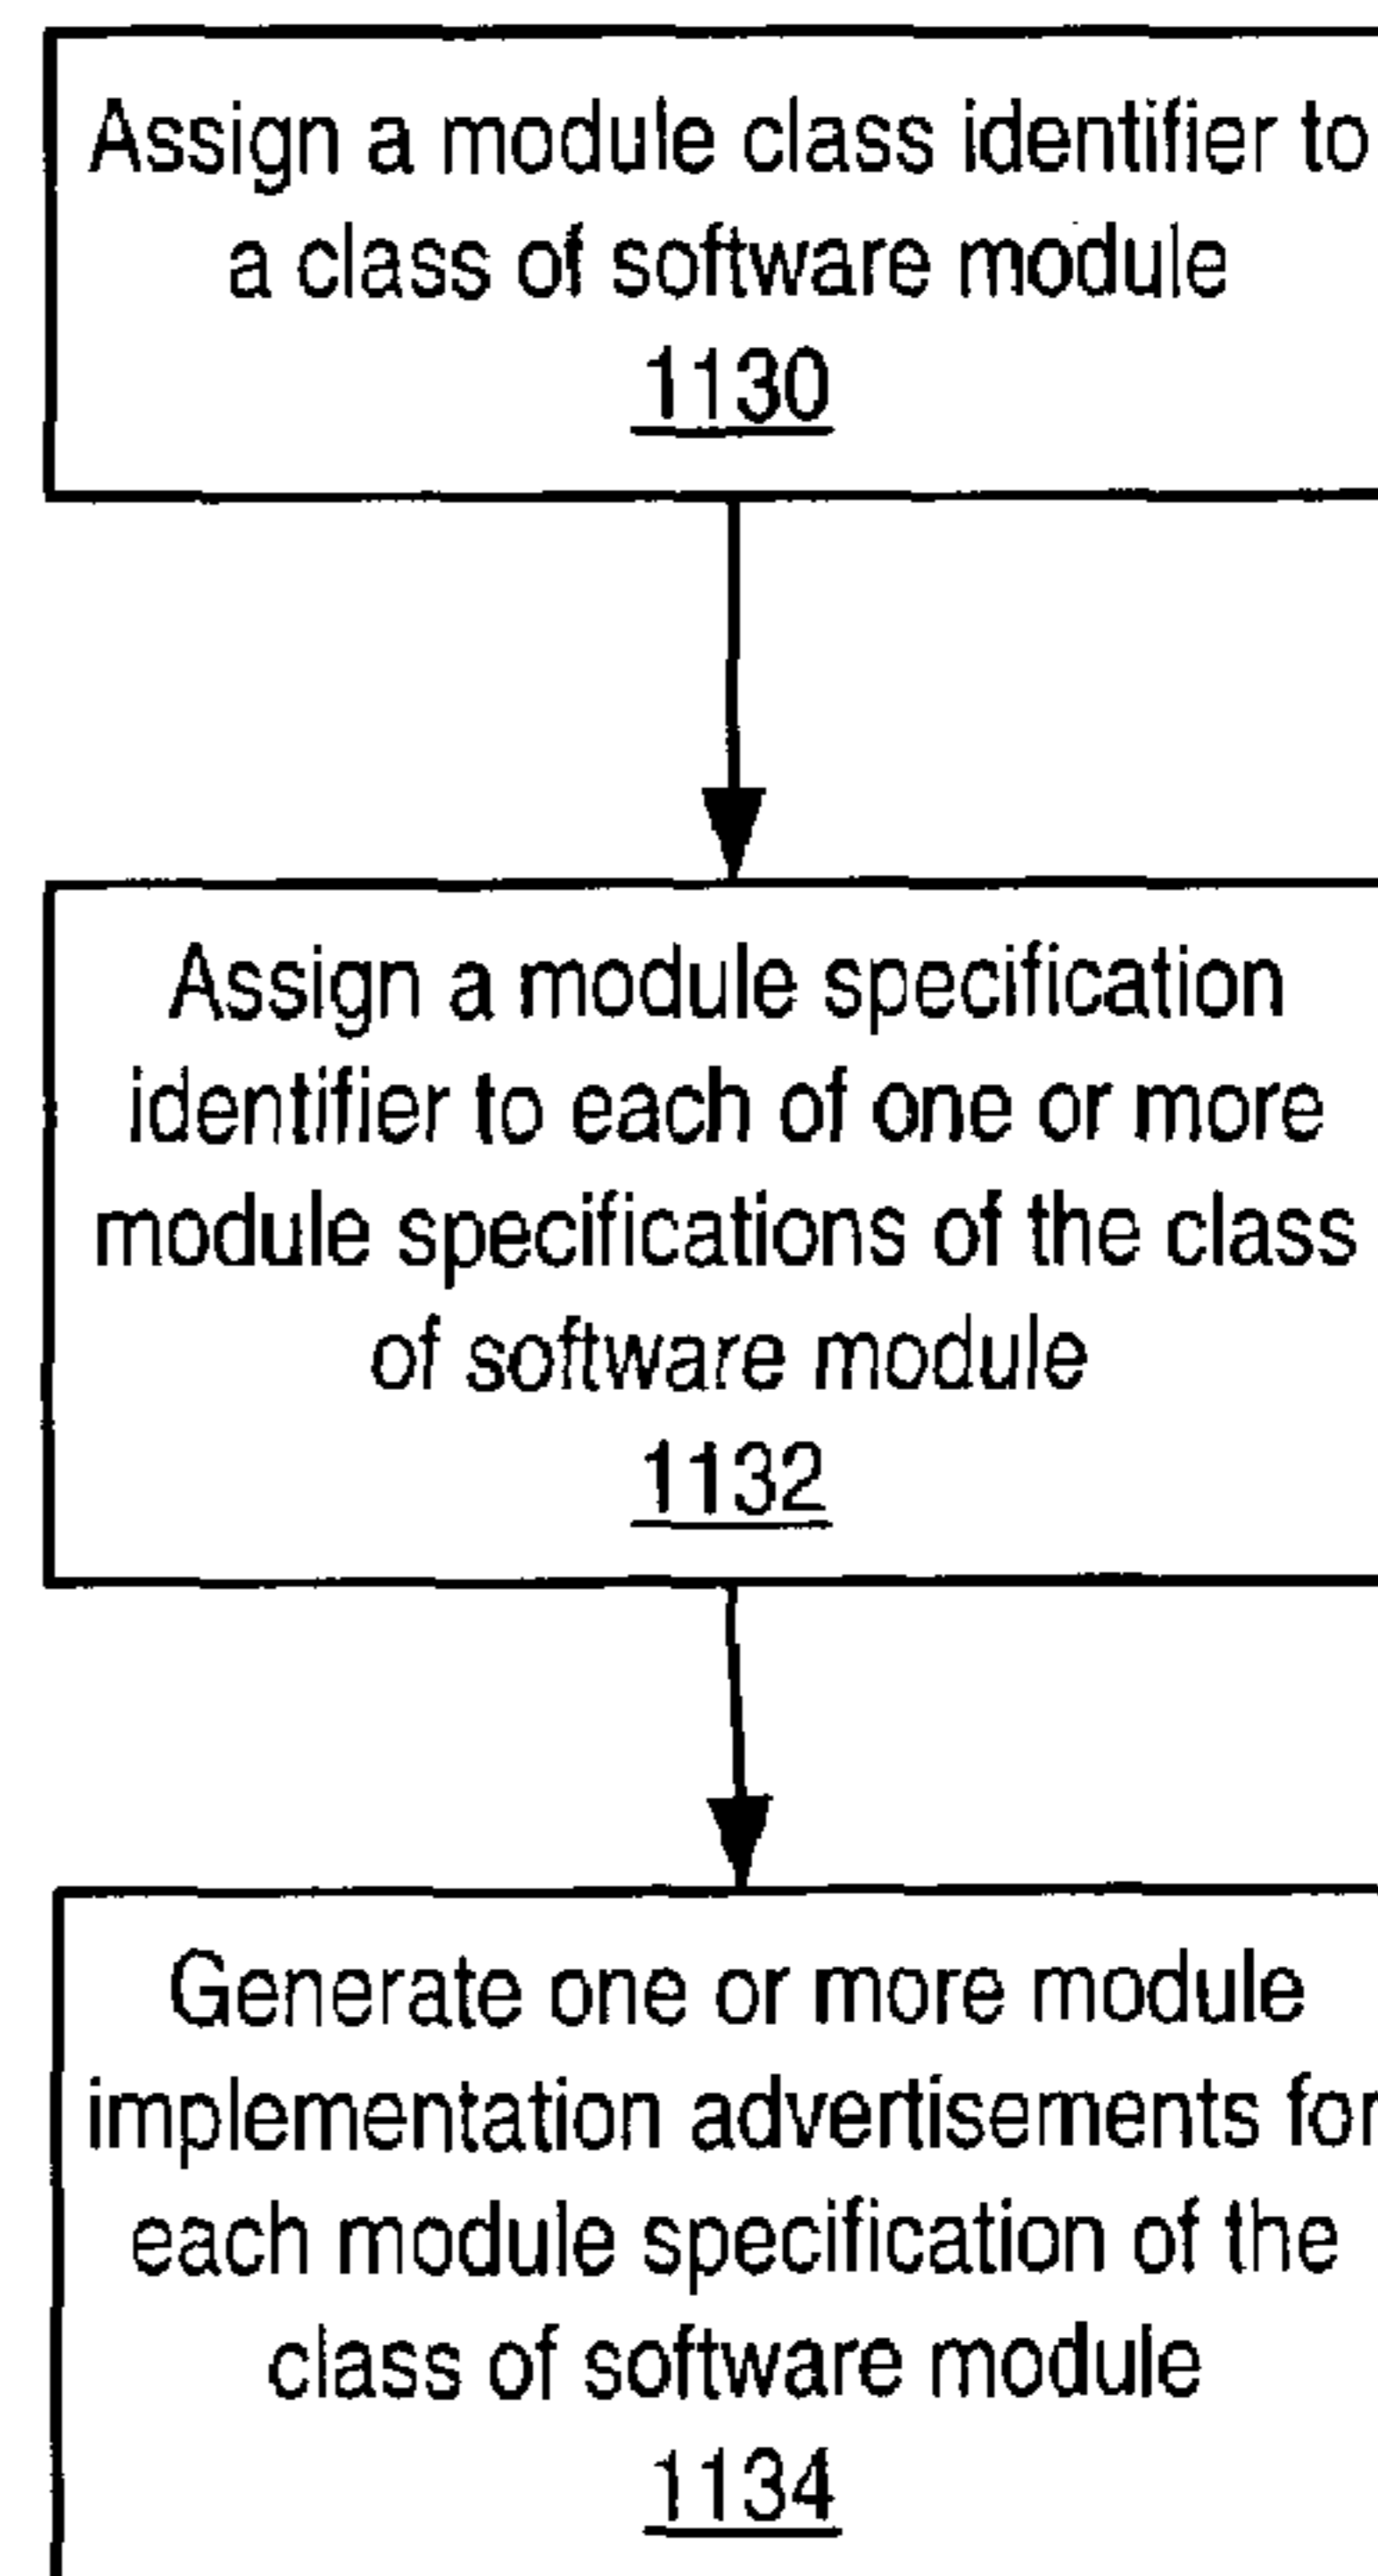 Assign a module class identifier to
a class of software module
1130
Assign a module specification
identifier to each of one or more
module specifications of the class
of software module
1132
Generate one or more module
implementation advertisements for
each module specification of the
class of software module
1134